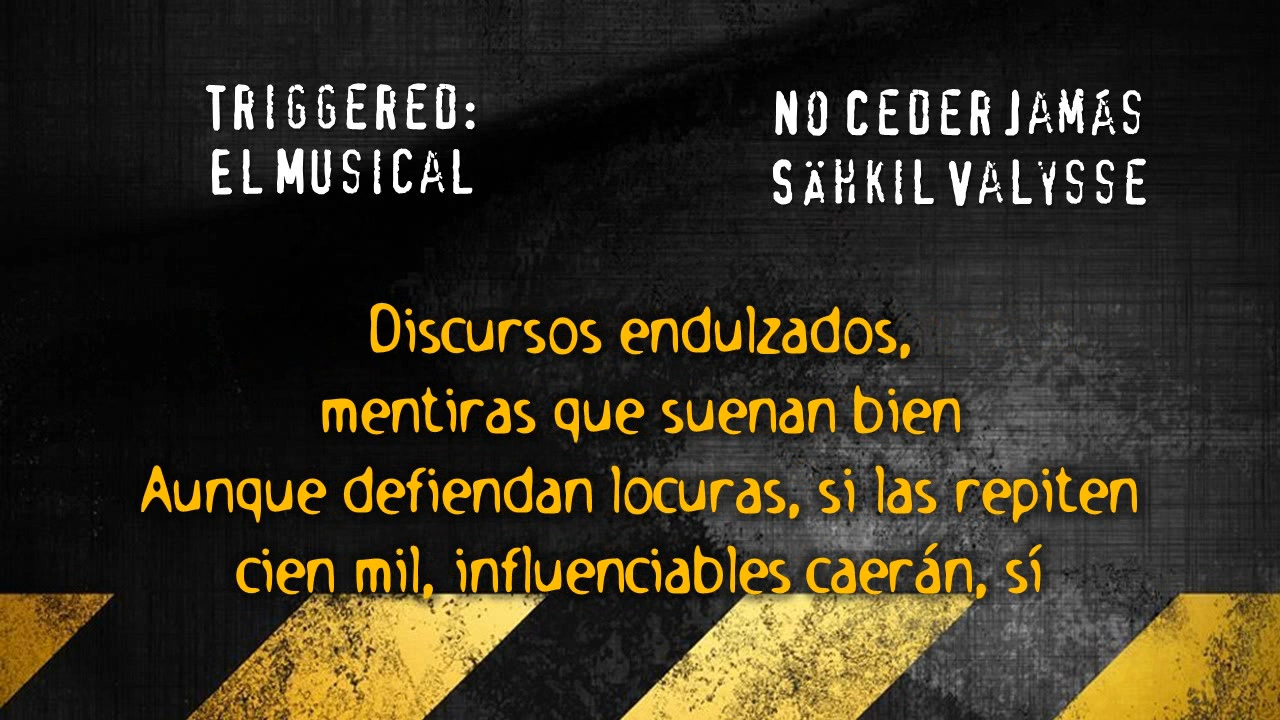 TRIGGERED:
EL MUSICAL
NO CEDER JAMÁS
SÄHKIL VALYSSE
Discursos endulzados,
mentiras que suenan bien
Aunque defiendan locuras, si las repiten
cien mil, influenciables caerán, sí